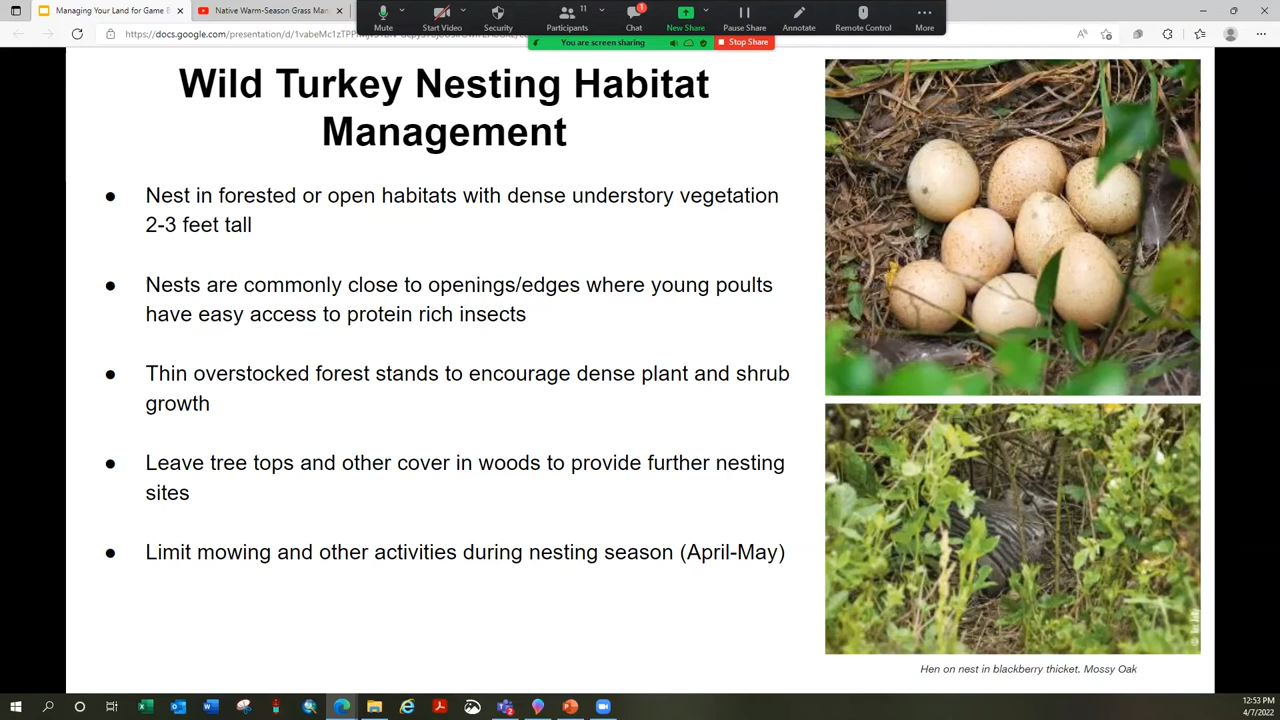 Managing Your Land for Game B
Native Warm-Season Grass Man
https://docs.google.com/presentation/d/
11
1
Mute
Start Video
Security
Participants
Chat
New Share
Pause Share
Annotate
Remote Control
More
You are screen sharing
Stop Share
Wild Turkey Nesting Habitat
Management
● Nest in forested or open habitats with dense understory vegetation
2-3 feet tall
● Nests are commonly close to openings/edges where young poults
have easy access to protein rich insects
● Thin overstocked forest stands to encourage dense plant and shrub
growth
● Leave tree tops and other cover in woods to provide further nesting
sites
● Limit mowing and other activities during nesting season (April-May)
Hen on nest in blackberry thicket. Mossy Oak
12:53 PM
4/7/2022